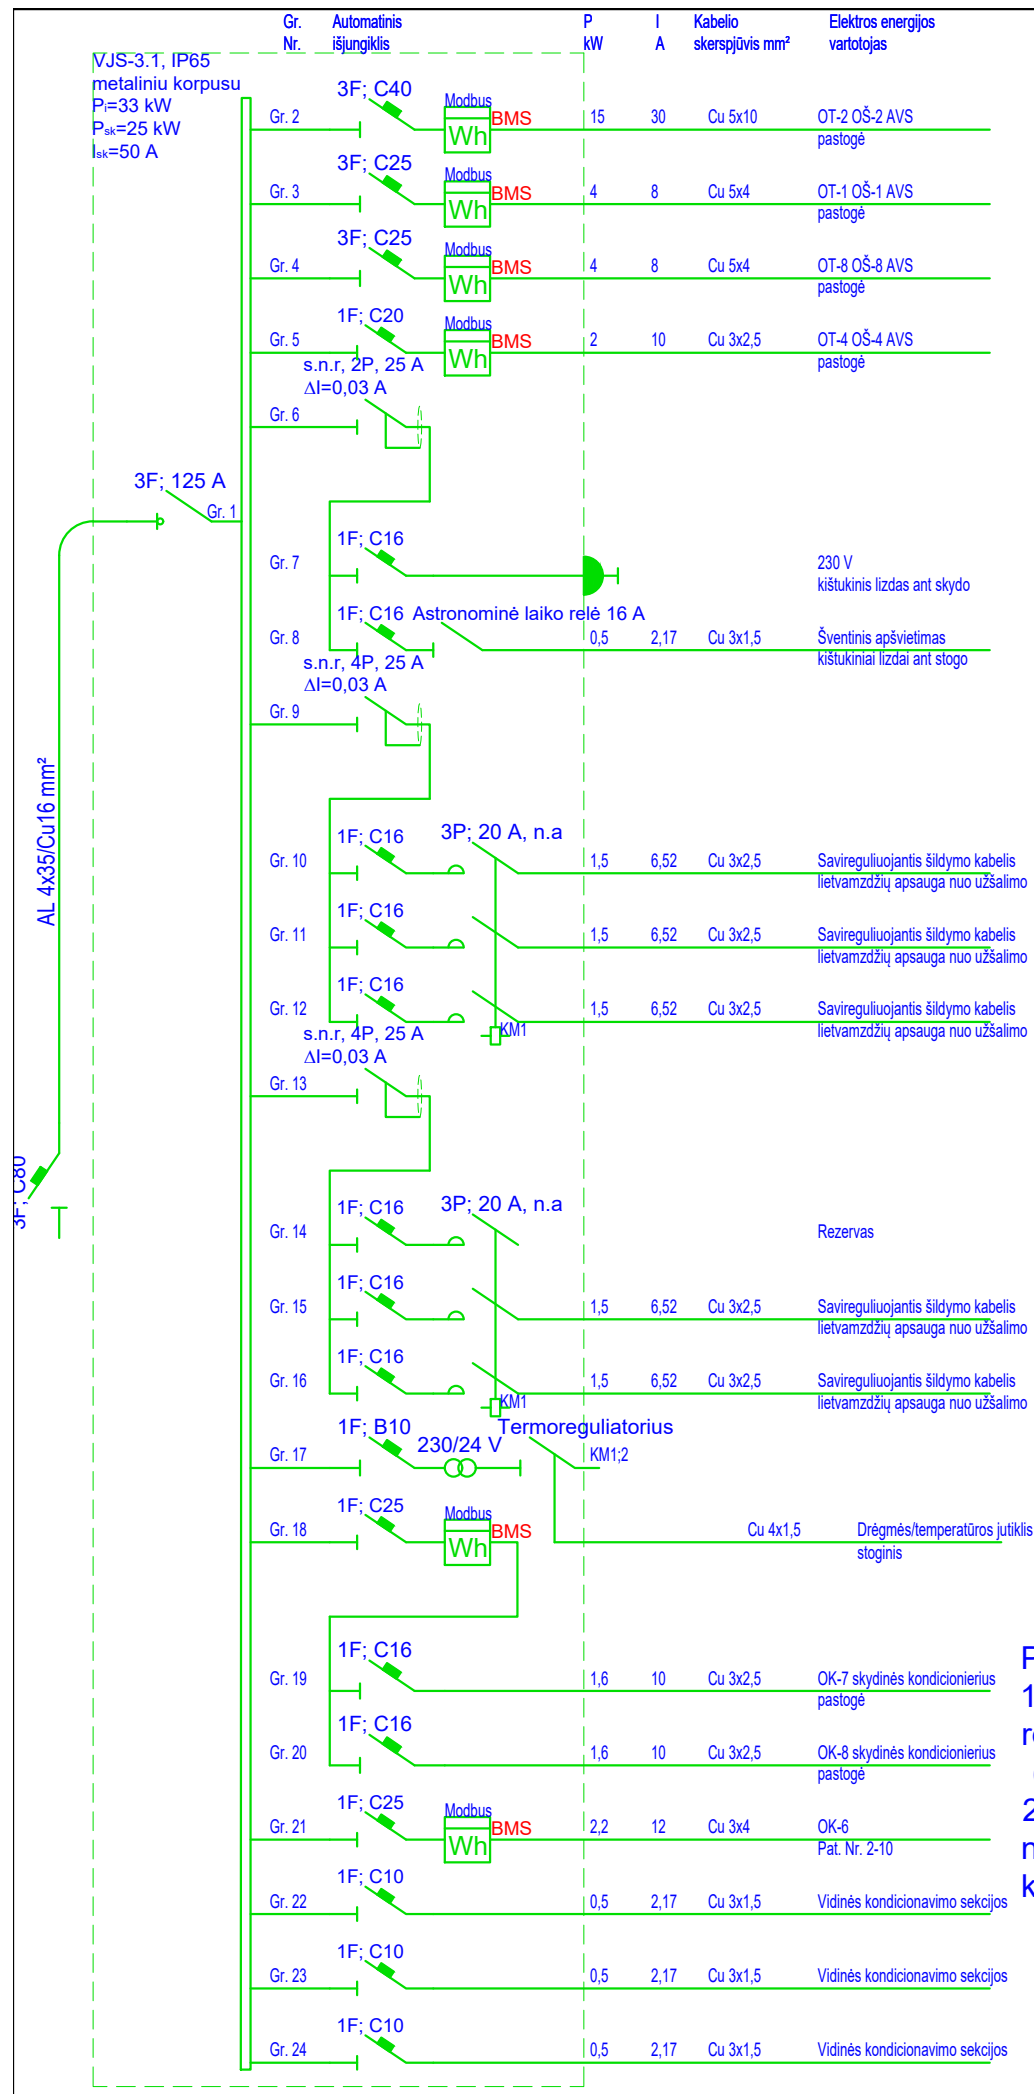 Gr. Automatinis P I Kabelio Elektros energijos
Nr. išjungiklis kW A skerspjūvis mm² vartotojas
VJS-3.1, IP65
metaliniu korpusu
Pi=33 kW
Psk=25 kW
Isk=50 A
3F; C40 Modbus
Gr. 2 Wh BMS 15 30 Cu 5x10 OT-2 OŠ-2 AVS
pastogė
3F; C25 Modbus
Gr. 3 Wh BMS 4 8 Cu 5x4 OT-1 OŠ-1 AVS
pastogė
3F; C25 Modbus
Gr. 4 Wh BMS 4 8 Cu 5x4 OT-8 OŠ-8 AVS
pastogė
1F; C20 Modbus
Gr. 5 Wh BMS 2 10 Cu 3x2,5 OT-4 OŠ-4 AVS
pastogė
s.n.r, 2P, 25 A
ΔI=0,03 A
Gr. 6
3F; 125 A
Gr. 1
1F; C16
Gr. 7 230 V
kištukinis lizdas ant skydo
1F; C16 Astronominė laiko relė 16 A
Gr. 8 0,5 2,17 Cu 3x1,5 Šventinis apšvietimas
kištukiniai lizdai ant stogo
s.n.r, 4P, 25 A
ΔI=0,03 A
Gr. 9
AL 4x35/Cu16 mm²
1F; C16 3P; 20 A, n.a
Gr. 10 1,5 6,52 Cu 3x2,5 Savireguliuojantis šildymo kabelis
lietvamzdžių apsauga nuo užšalimo
1F; C16
Gr. 11 1,5 6,52 Cu 3x2,5 Savireguliuojantis šildymo kabelis
lietvamzdžių apsauga nuo užšalimo
1F; C16
Gr. 12 1,5 6,52 Cu 3x2,5 Savireguliuojantis šildymo kabelis
KM1 lietvamzdžių apsauga nuo užšalimo
s.n.r, 4P, 25 A
ΔI=0,03 A
Gr. 13
3F; C80
1F; C16 3P; 20 A, n.a
Gr. 14 Rezervas
1F; C16
Gr. 15 1,5 6,52 Cu 3x2,5 Savireguliuojantis šildymo kabelis
lietvamzdžių apsauga nuo užšalimo
1F; C16
Gr. 16 1,5 6,52 Cu 3x2,5 Savireguliuojantis šildymo kabelis
KM1 lietvamzdžių apsauga nuo užšalimo
1F; B10 230/24 V Termoreguliatorius
Gr. 17 KM1;2
1F; C25 Modbus
Gr. 18 Wh BMS Cu 4x1,5 Drėgmės/temperatūros jutiklis
stoginis
1F; C16
Gr. 19 1,6 10 Cu 3x2,5 OK-7 skydinės kondicionierius
pastogė
1F; C16
Gr. 20 1,6 10 Cu 3x2,5 OK-8 skydinės kondicionierius
pastogė
1F; C25 Modbus
Gr. 21 Wh BMS 2,2 12 Cu 3x4 OK-6
Pat. Nr. 2-10
1F; C10
Gr. 22 0,5 2,17 Cu 3x1,5 Vidinės kondicionavimo sekcijos
1F; C10
Gr. 23 0,5 2,17 Cu 3x1,5 Vidinės kondicionavimo sekcijos
1F; C10
Gr. 24 0,5 2,17 Cu 3x1,5 Vidinės kondicionavimo sekcijos